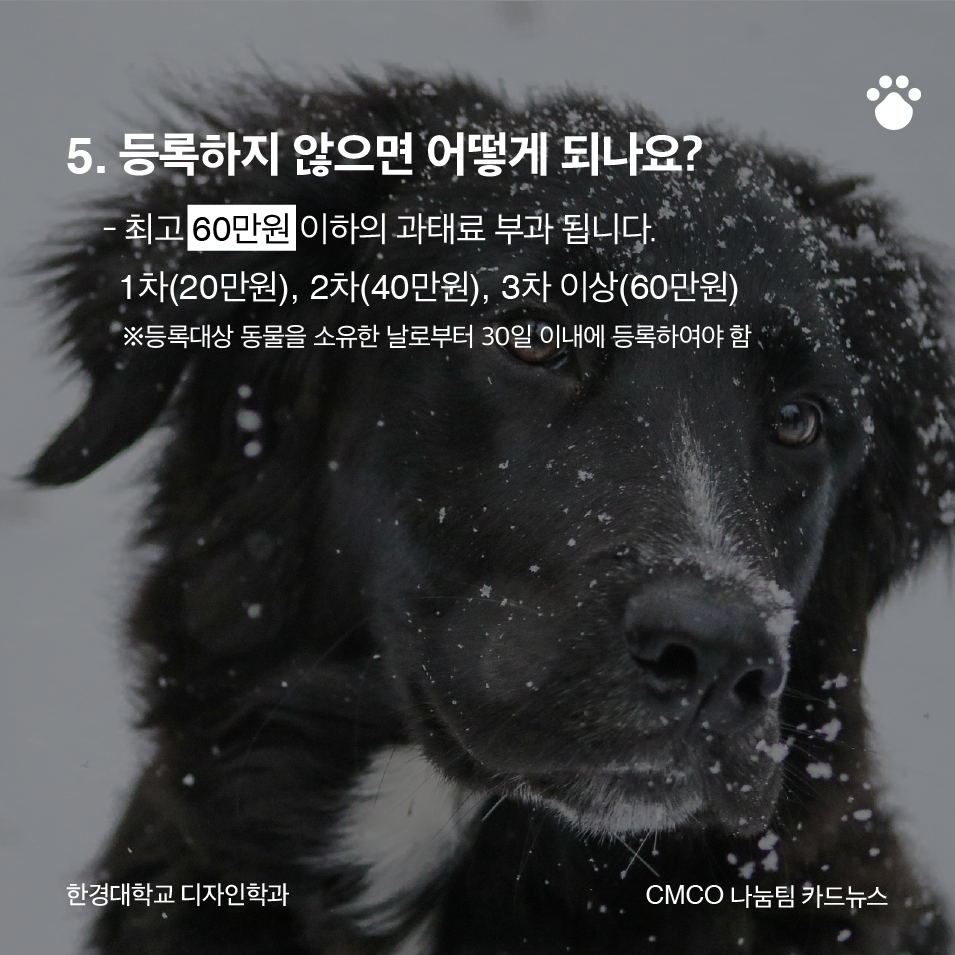 5. 등록하지 않으면 어떻게 되나요?
- 최고 60만원 이하의 과태료 부과 됩니다.
1차(20만원), 2차(40만원), 3차 이상(60만원)
※등록대상 동물을 소유한 날로부터 30일 이내에 등록하여야 함
한경대학교 디자인학과
CMCO 나눔팀 카드뉴스